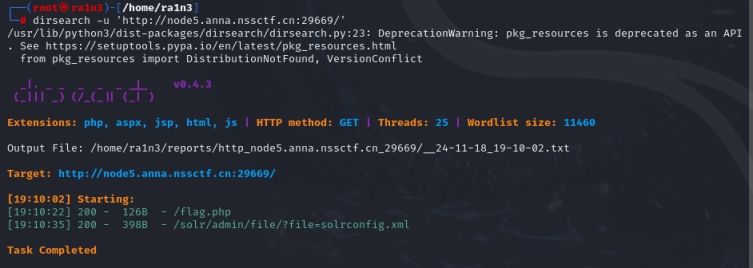 ┌──(root㉿ra1n3)-[/home/ra1n3]
└─# dirsearch -u 'http://node5.anna.nssctf.cn:29669/'
/usr/lib/python3/dist-packages/dirsearch/dirsearch.py:23: DeprecationWarning: pkg_resources is deprecated as an API
. See https://setuptools.pypa.io/en/latest/pkg_resources.html
  from pkg_resources import DistributionNotFound, VersionConflict
  _|. _ _  _  _  _ _|_    v0.4.3
 (_||| _) (/_(_|| (_| )
Extensions: php, aspx, jsp, html, js | HTTP method: GET | Threads: 25 | Wordlist size: 11460
Output File: /home/ra1n3/reports/http_node5.anna.nssctf.cn_29669/__24-11-18_19-10-02.txt
Target: http://node5.anna.nssctf.cn:29669/
[19:10:02] Starting:
[19:10:22] 200 -  126B  - /flag.php
[19:10:35] 200 -  398B  - /solr/admin/file/?file=solrconfig.xml
Task Completed